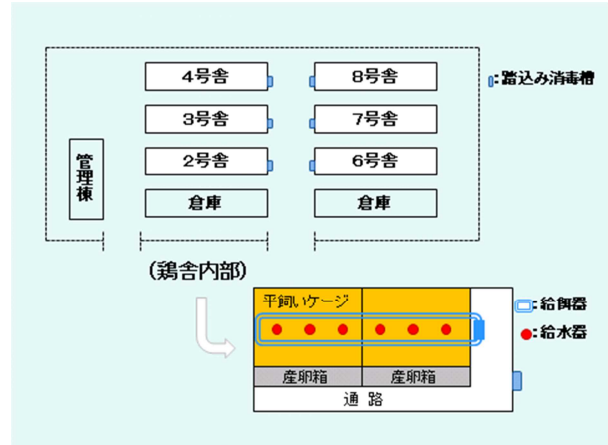 4号舎
8号舎
:踏込み消毒槽
3号舎
7号舎
管理棟
2号舎
6号舎
倉庫
倉庫
(鶏舎内部)
平飼いケージ
:給餌器
:給水器
産卵箱
産卵箱
通 路